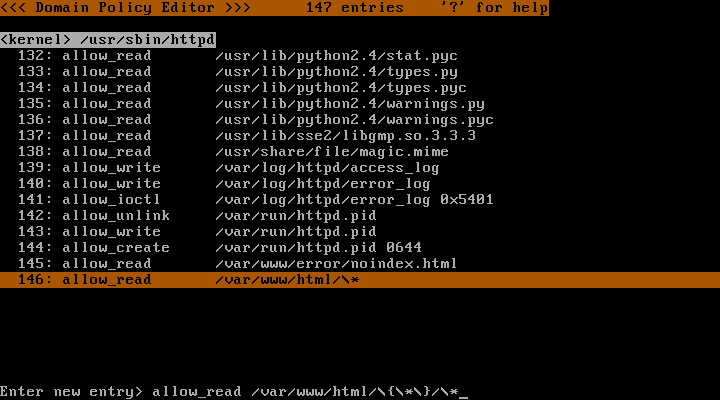 <<< Domain Policy Editor >>> 147 entries '?' for help
<kernel> /usr/sbin/httpd
132: allow_read /usr/lib/python2.4/stat.pyc
133: allow_read /usr/lib/python2.4/types.py
134: allow_read /usr/lib/python2.4/types.pyc
135: allow_read /usr/lib/python2.4/warnings.py
136: allow_read /usr/lib/python2.4/warnings.pyc
137: allow_read /usr/lib/sse2/libgmp.so.3.3.3
138: allow_read /usr/share/file/magic.mime
139: allow_write /var/log/httpd/access_log
140: allow_write /var/log/httpd/error_log
141: allow_ioctl /var/log/httpd/error_log 0x5401
142: allow_unlink /var/run/httpd.pid
143: allow_write /var/run/httpd.pid
144: allow_create /var/run/httpd.pid 0644
145: allow_read /var/www/error/noindex.html
146: allow_read /var/www/html/\*
Enter new entry> allow_read /var/www/html/\{\*\}/\*_